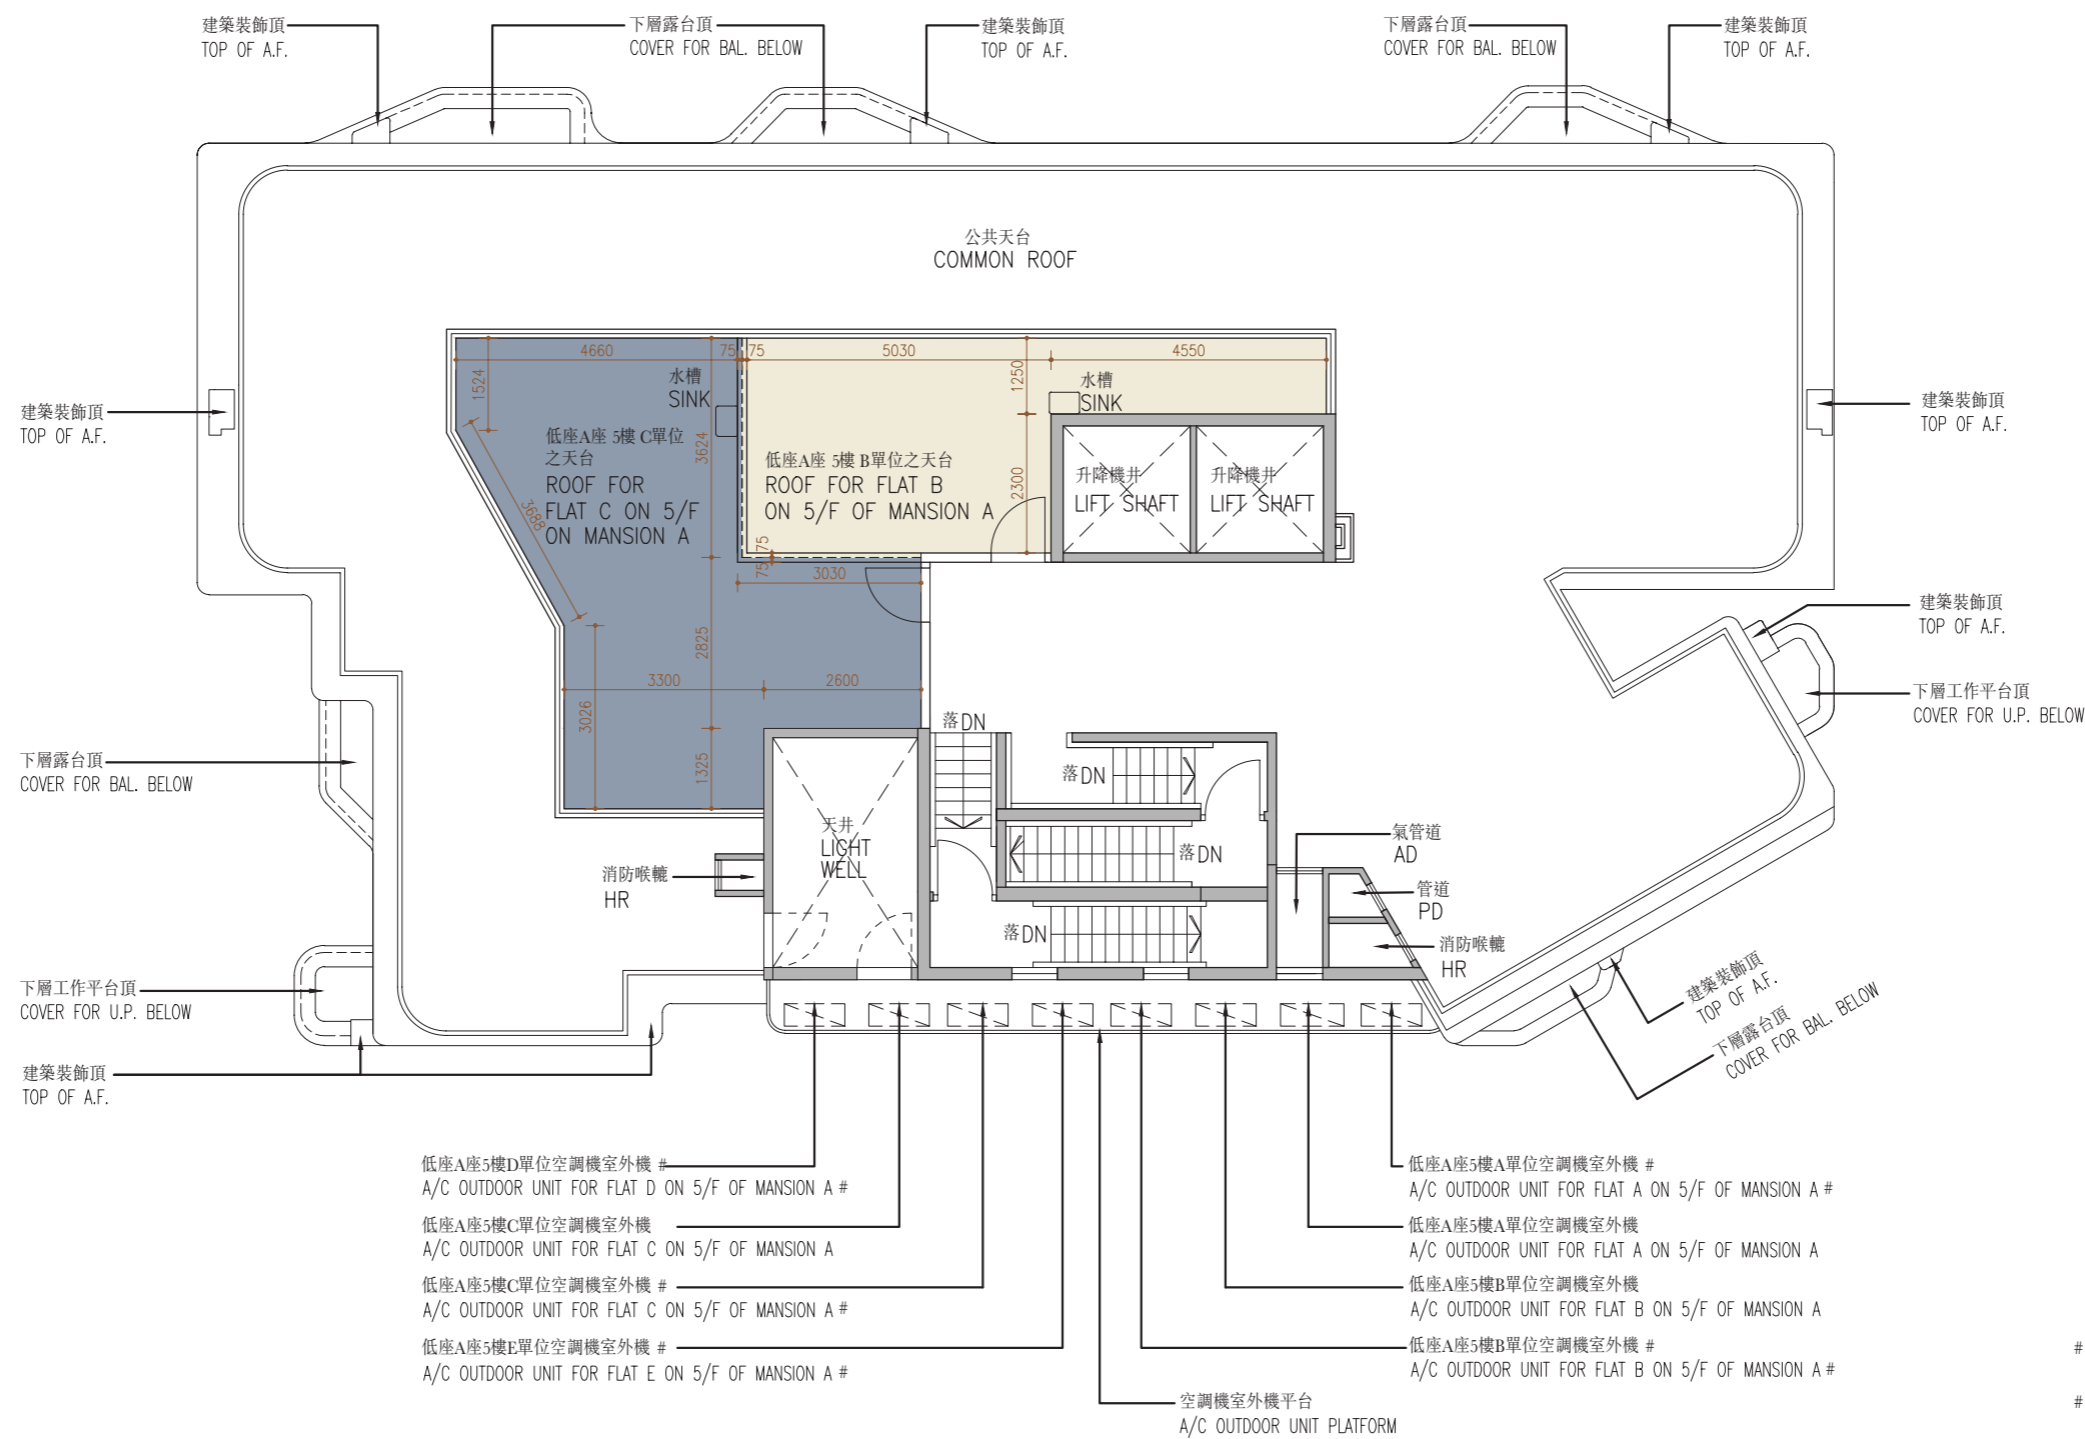 建築裝飾頂
TOP OF A.F.
下層露台頂
COVER FOR BAL. BELOW
建築裝飾頂
TOP OF A.F.
下層露台頂
COVER FOR BAL. BELOW
建築裝飾頂
TOP OF A.F.
公共天台
COMMON ROOF
4660
75
75
5030
4550
1524
1250
水槽
SINK
水槽
SINK
建築裝飾頂
TOP OF A.F.
建築裝飾頂
TOP OF A.F.
低座A座 5樓 C單位
之天台
ROOF FOR
FLAT C ON 5/F
ON MANSION A
3624
3688
低座A座 5樓 B單位之天台
ROOF FOR FLAT B
ON 5/F OF MANSION A
2300
升降機井
LIFT SHAFT
升降機井
LIFT SHAFT
75
75
3030
建築裝飾頂
TOP OF A.F.
2825
3300
2600
3026
1325
下層工作平台頂
COVER FOR U.P. BELOW
落DN
落DN
下層露台頂
COVER FOR BAL. BELOW
天井
LIGHT
WELL
落DN
氣管道
AD
消防喉轆
HR
管道
PD
落DN
消防喉轆
HR
下層工作平台頂
COVER FOR U.P. BELOW
建築裝飾頂
TOP OF A.F.
下層露台頂
COVER FOR BAL. BELOW
建築裝飾頂
TOP OF A.F.
低座A座5樓D單位空調機室外機 #
A/C OUTDOOR UNIT FOR FLAT D ON 5/F OF MANSION A #
低座A座5樓C單位空調機室外機
A/C OUTDOOR UNIT FOR FLAT C ON 5/F OF MANSION A
低座A座5樓C單位空調機室外機 #
A/C OUTDOOR UNIT FOR FLAT C ON 5/F OF MANSION A #
低座A座5樓E單位空調機室外機 #
A/C OUTDOOR UNIT FOR FLAT E ON 5/F OF MANSION A #
低座A座5樓A單位空調機室外機 #
A/C OUTDOOR UNIT FOR FLAT A ON 5/F OF MANSION A #
低座A座5樓A單位空調機室外機
A/C OUTDOOR UNIT FOR FLAT A ON 5/F OF MANSION A
低座A座5樓B單位空調機室外機
A/C OUTDOOR UNIT FOR FLAT B ON 5/F OF MANSION A
低座A座5樓B單位空調機室外機 #
A/C OUTDOOR UNIT FOR FLAT B ON 5/F OF MANSION A #
空調機室外機平台
A/C OUTDOOR UNIT PLATFORM
#
#